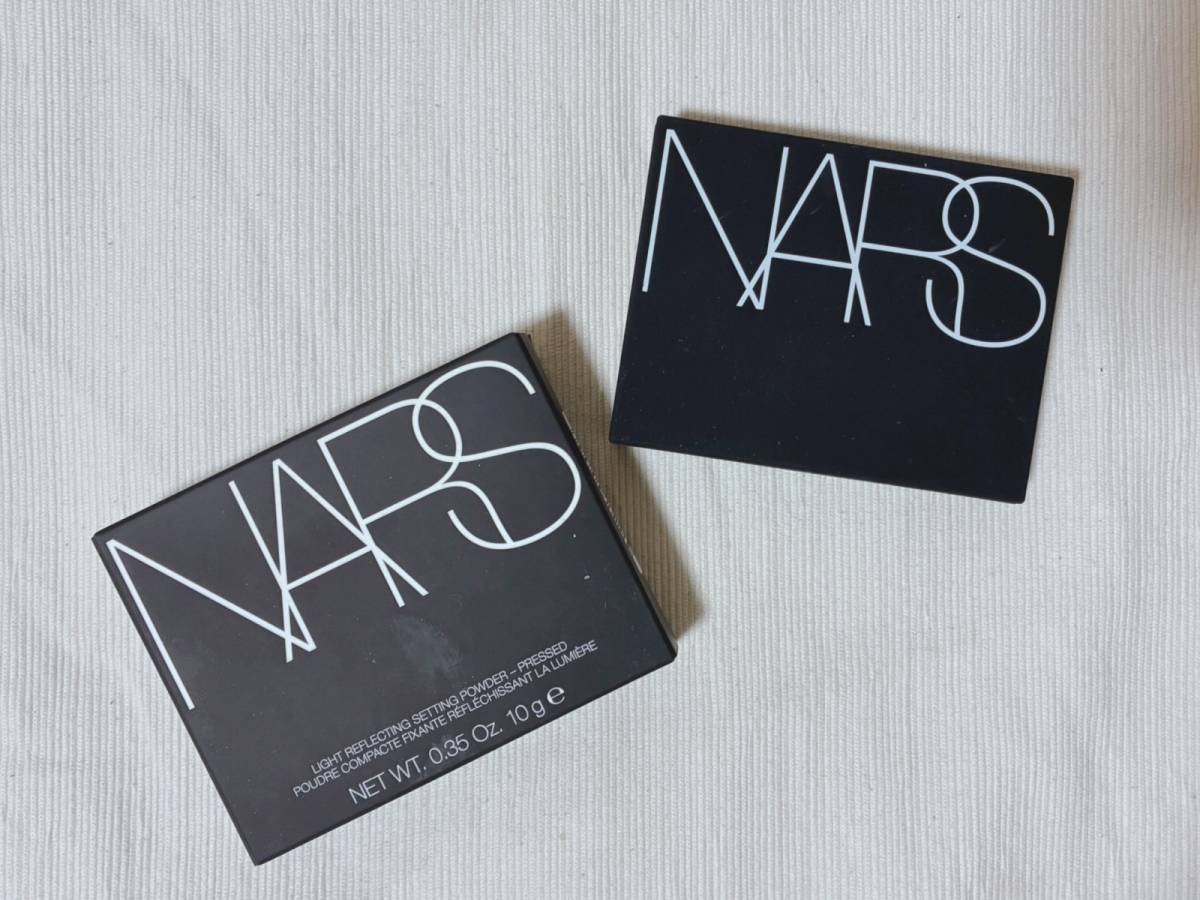 NARS
NARS
LIGHT REFLECTING SETTING POWDER – PRESSED
POUDRE COMPACTE FIXANTE RÉFLÉCHISSANT LA LUMIÈRE
NET WT. 0.35 Oz. 10 g ℮